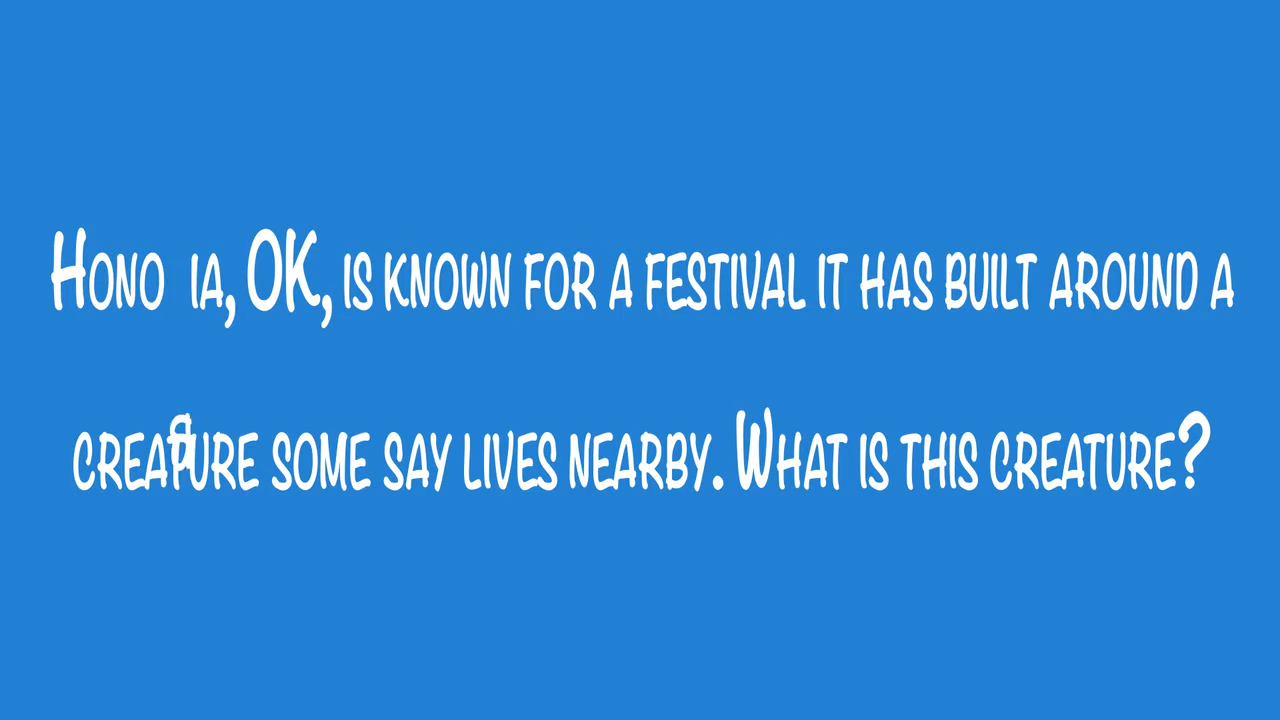 Hono ia, OK, is known for a festival it has built around a
creature some say lives nearby. What is this creature?